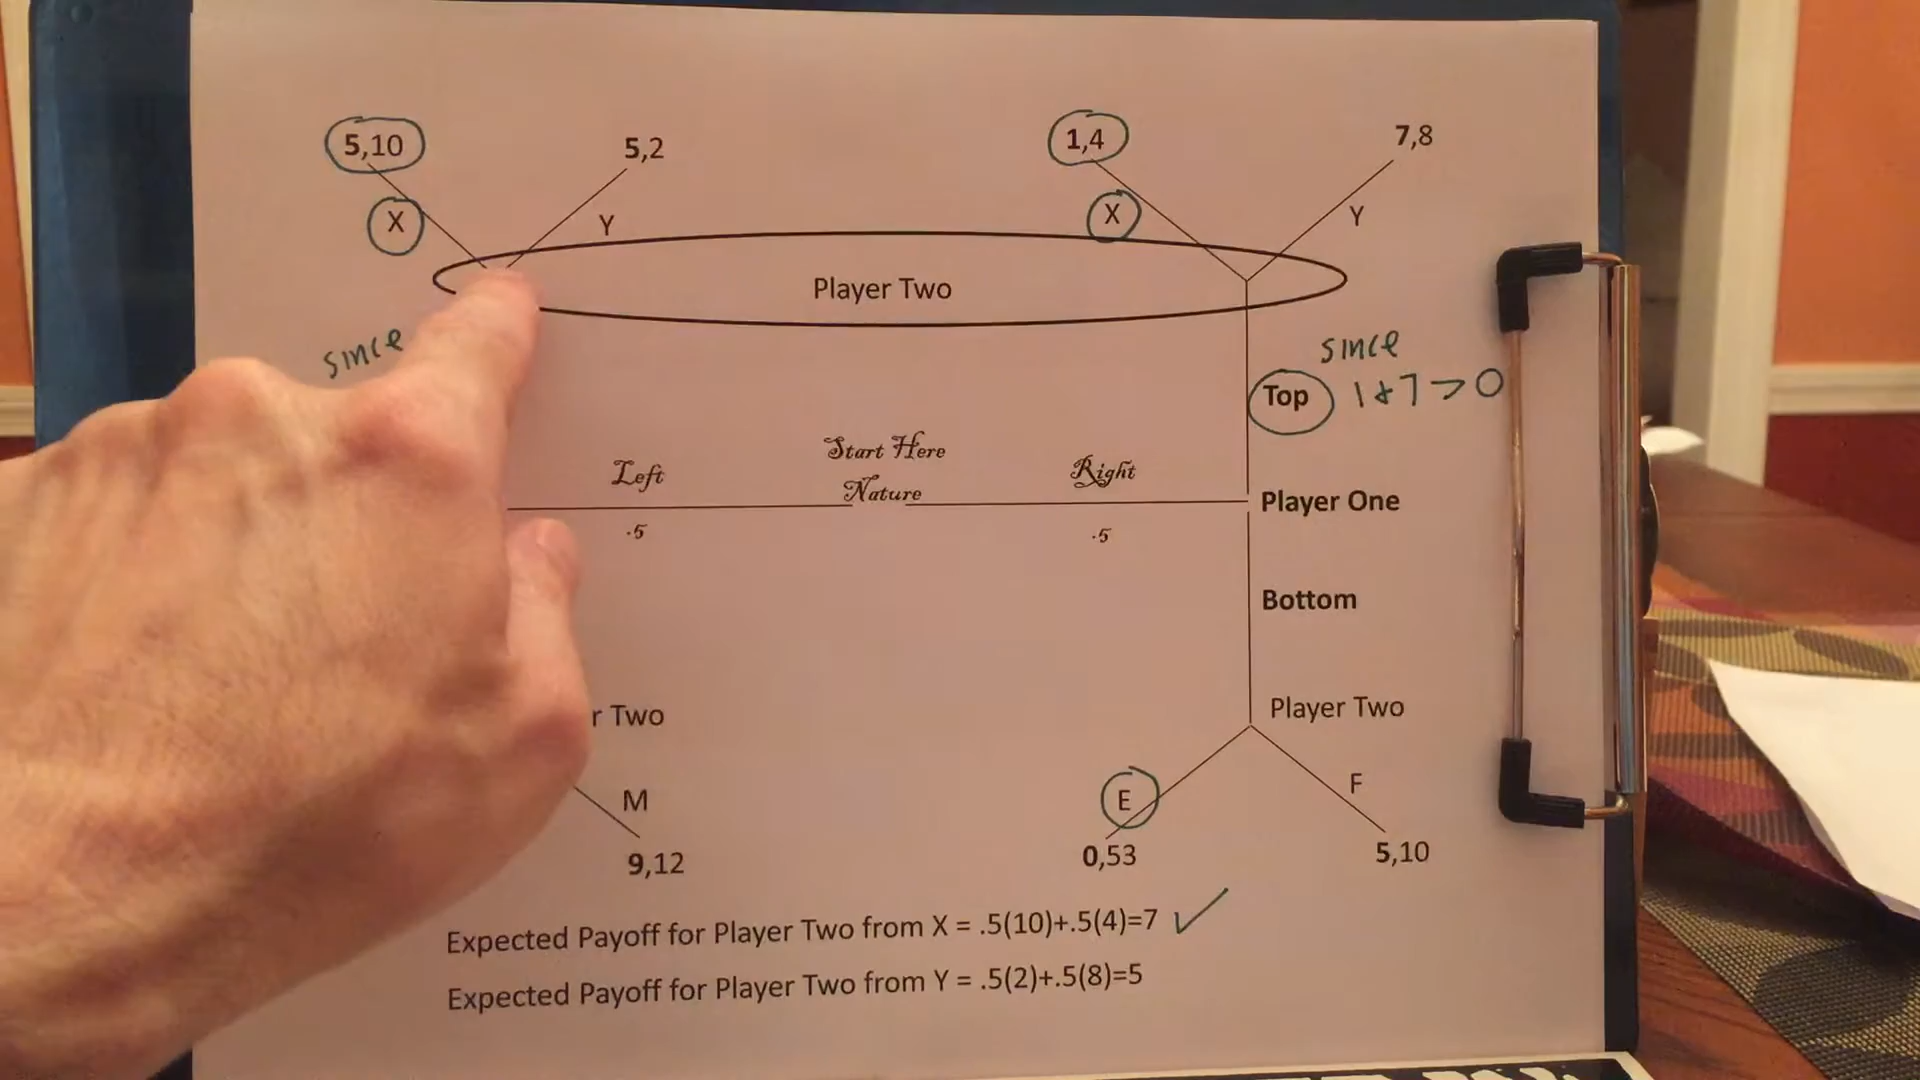 5,10
5,2
1,4
7,8
X
Y
X
Y
Player Two
since
since
Top 1&7>0
Left
Start Here
Right
Nature
Player One
.5
.5
Bottom
Two
Player Two
M
E
F
9,12
0,53
5,10
Expected Payoff for Player Two from X = .5(10)+.5(4)=7 ✓
Expected Payoff for Player Two from Y = .5(2)+.5(8)=5